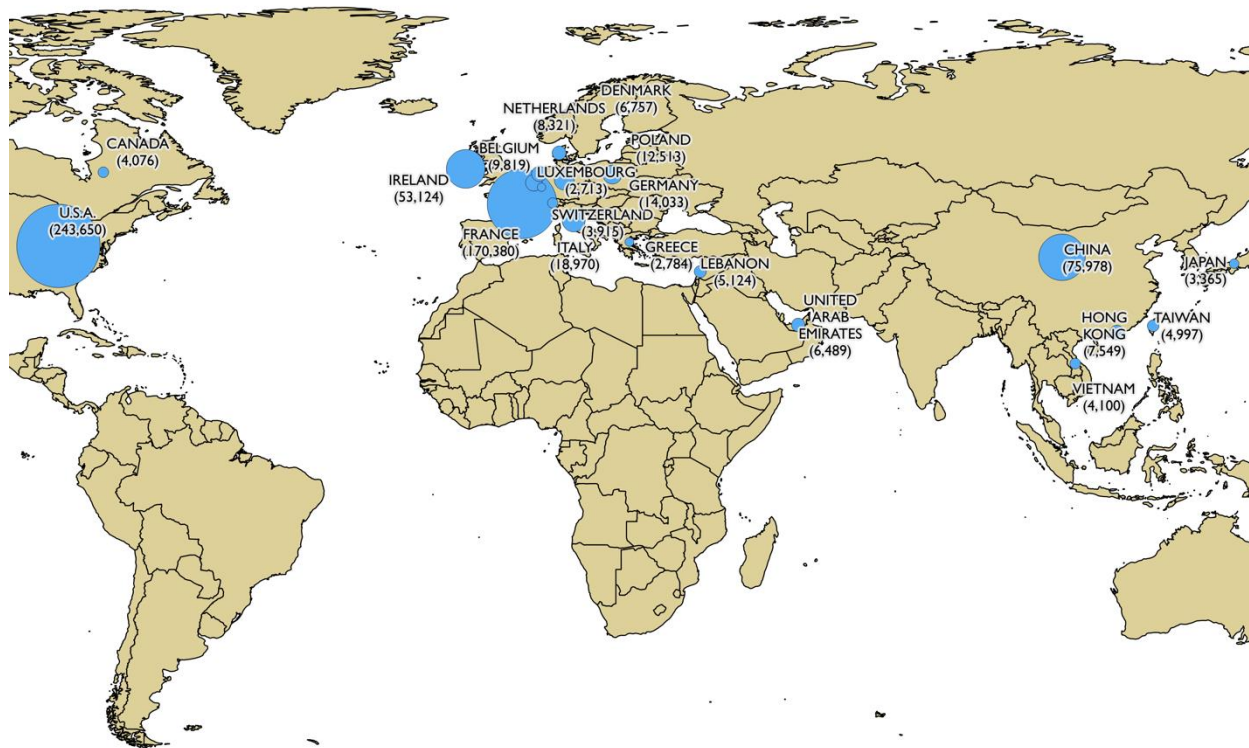 DENMARK
(6,757)
NETHERLANDS
(8,321)
CANADA
(4,076)
BELGIUM
(9,819)
POLAND
(12,513)
IRELAND
(53,124)
LUXEMBOURG
(2,713)
GERMANY
(14,033)
U.S.A.
(243,650)
FRANCE
(170,380)
SWITZERLAND
(3,915)
ITALY
(18,970)
GREECE
(2,784)
LEBANON
(5,124)
CHINA
(75,978)
JAPAN
(3,365)
UNITED
ARAB
EMIRATES
(6,489)
HONG
KONG
(7,549)
TAIWAN
(4,997)
VIETNAM
(4,100)